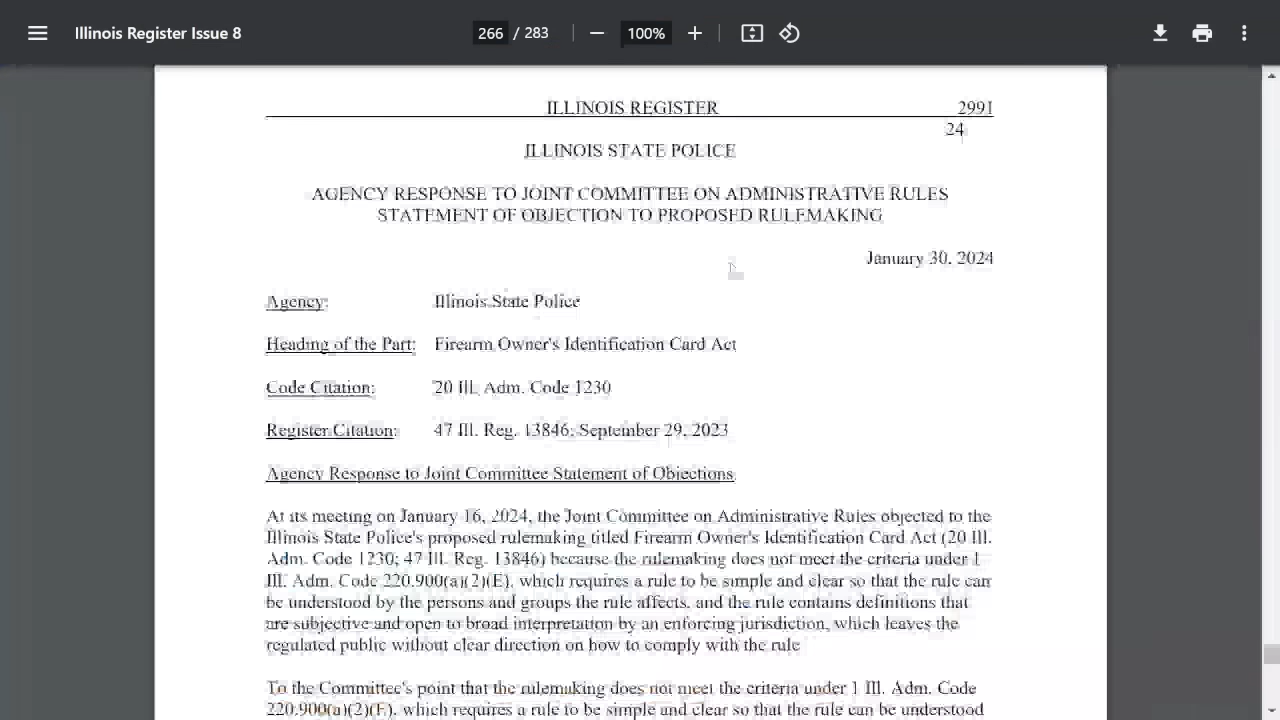 Illinois Register Issue 8
266 / 283
100%
ILLINOIS REGISTER 2991
24
ILLINOIS STATE POLICE
AGENCY RESPONSE TO JOINT COMMITTEE ON ADMINISTRATIVE RULES
STATEMENT OF OBJECTION TO PROPOSED RULEMAKING
January 30, 2024
Agency: Illinois State Police
Heading of the Part: Firearm Owner's Identification Card Act
Code Citation: 20 Ill. Adm. Code 1230
Register Citation: 47 Ill. Reg. 13846; September 29, 2023
Agency Response to Joint Committee Statement of Objections
At its meeting on January 16, 2024, the Joint Committee on Administrative Rules objected to the
Illinois State Police's proposed rulemaking titled Firearm Owner's Identification Card Act (20 Ill.
Adm. Code 1230; 47 Ill. Reg. 13846) because the rulemaking does not meet the criteria under 1
Ill. Adm. Code 220.900(a)(2)(E), which requires a rule to be simple and clear so that the rule can
be understood by the persons and groups the rule affects, and the rule contains definitions that
are subjective and open to broad interpretation by an enforcing jurisdiction, which leaves the
regulated public without clear direction on how to comply with the rule
To the Committee's point that the rulemaking does not meet the criteria under 1 Ill. Adm. Code
220.900(a)(2)(E), which requires a rule to be simple and clear so that the rule can be understood